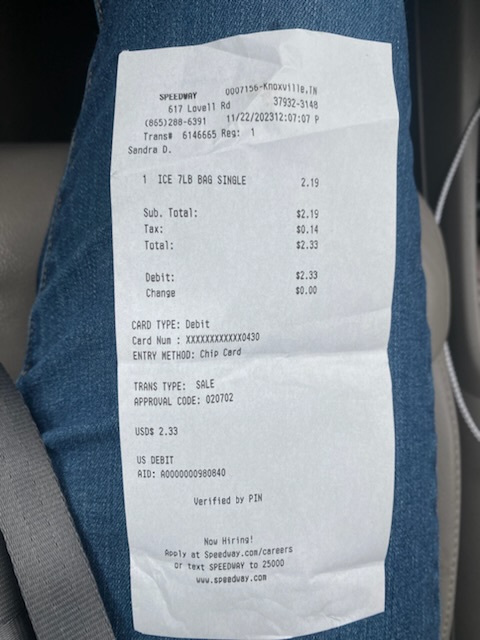 SPEEDWAY 0007156-Knoxville,TN
617 Lovell Rd 37932-3148
(865)288-6391 11/22/202312:07:07 P
Trans# 6146665 Reg: 1
Sandra D.
1 ICE 7LB BAG SINGLE 2.19
Sub. Total: $2.19
Tax: $0.14
Total: $2.33
Debit: $2.33
Change $0.00
CARD TYPE: Debit
Card Num : XXXXXXXXXXXX0430
ENTRY METHOD: Chip Card
TRANS TYPE: SALE
APPROVAL CODE: 020702
USD$ 2.33
US DEBIT
AID: A0000000980840
Verified by PIN
Now Hiring!
Apply at Speedway.com/careers
or text SPEEDWAY to 25000
www.speedway.com